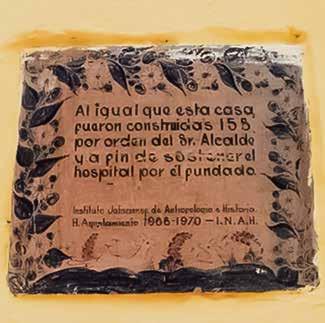 Al igual que esta casa,
fueron construidas 158
por orden del Sr. Alcalde
y a fin de sostener el
hospital por el fundado.
Instituto Jalisciense de Antropologia e Historia.
H. Ayuntamiento 1968-1970 - I.N.A.H.